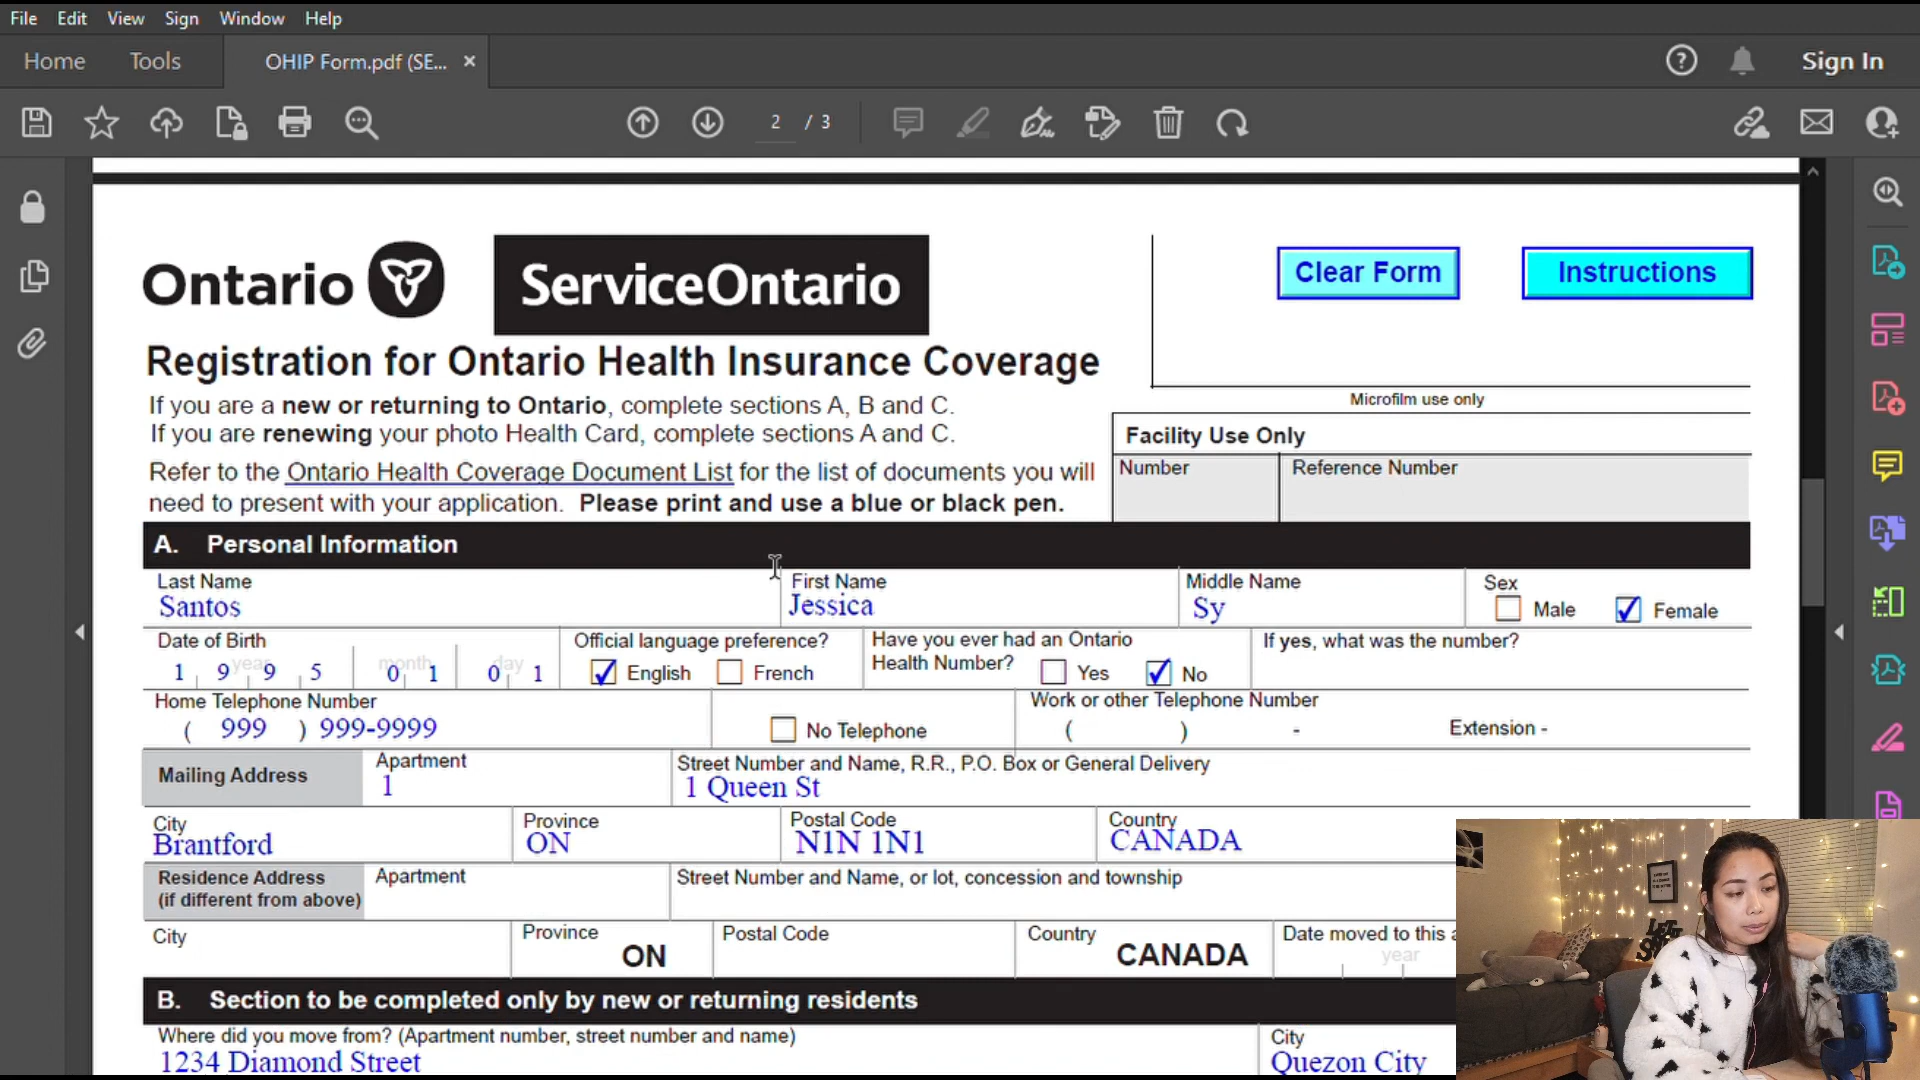 File Edit View Sign Window Help
Home Tools OHIP Form.pdf (SE... × Sign In
2 / 3
Ontario ServiceOntario
Clear Form Instructions
Registration for Ontario Health Insurance Coverage
If you are a new or returning to Ontario, complete sections A, B and C.
If you are renewing your photo Health Card, complete sections A and C.
Refer to the Ontario Health Coverage Document List for the list of documents you will
need to present with your application. Please print and use a blue or black pen.
Microfilm use only
Facility Use Only
Number Reference Number
A. Personal Information
Last Name First Name Middle Name Sex
Santos Jessica Sy Male Female
Date of Birth Official language preference? Have you ever had an Ontario If yes, what was the number?
Health Number?
year month day
1 9 9 5 0 1 0 1 English French Yes No
Home Telephone Number Work or other Telephone Number
( 999 ) 999-9999 No Telephone ( ) - Extension -
Mailing Address Apartment Street Number and Name, R.R., P.O. Box or General Delivery
1 1 Queen St
City Province Postal Code Country
Brantford ON N1N 1N1 CANADA
Residence Address Apartment Street Number and Name, or lot, concession and township
(if different from above)
City Province Postal Code Country Date moved to this a
ON CANADA year
B. Section to be completed only by new or returning residents
Where did you move from? (Apartment number, street number and name) City
1234 Diamond Street Quezon City